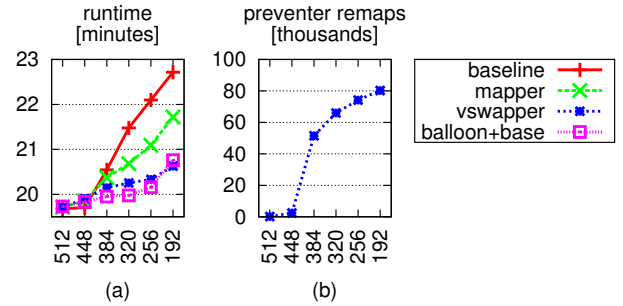 runtime
[minutes]
23
22
21
20
512
448
384
320
256
192
(a)
preventer remaps
[thousands]
100
80
60
40
20
0
512
448
384
320
256
192
(b)
baseline
mapper
vswapper
balloon+base